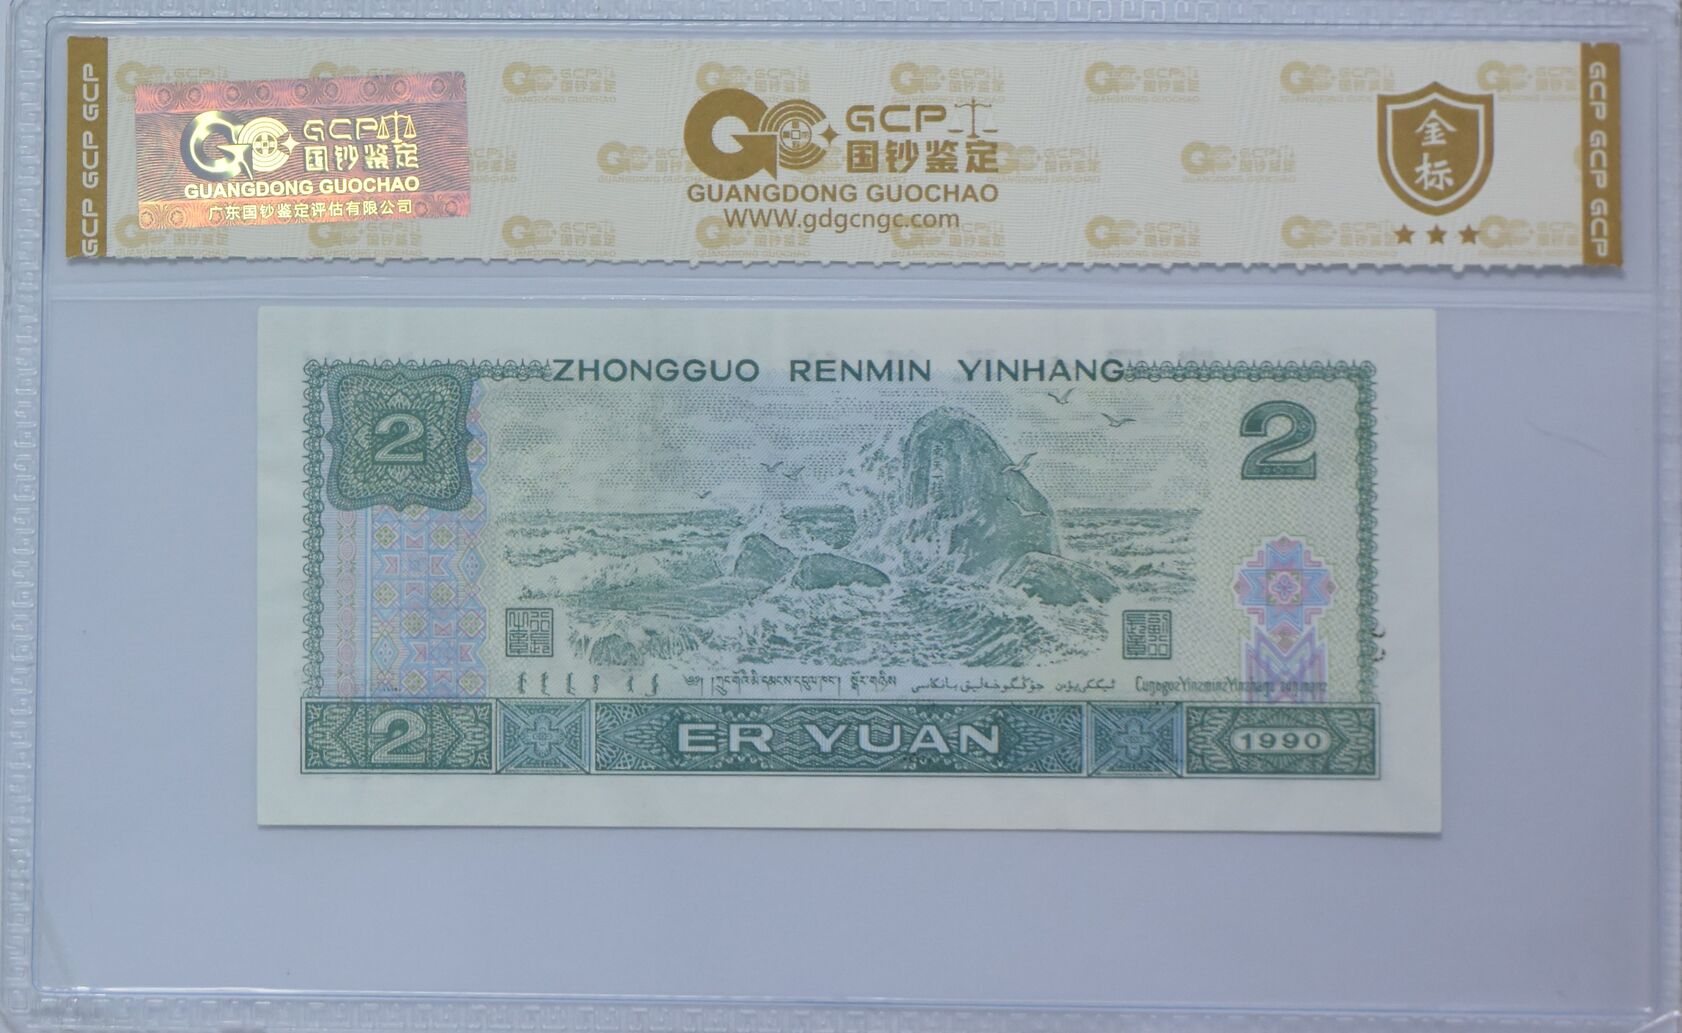 GCP GCP GCP
GCP
国钞鉴定
GUANGDONG GUOCHAO
广东国钞鉴定评估有限公司
GCP
国钞鉴定
GUANGDONG GUOCHAO
WWW.gdgcngc.com
金标
GCP GCP GCP
ZHONGGUO RENMIN YINHANG
2
2
2
ER YUAN
1990